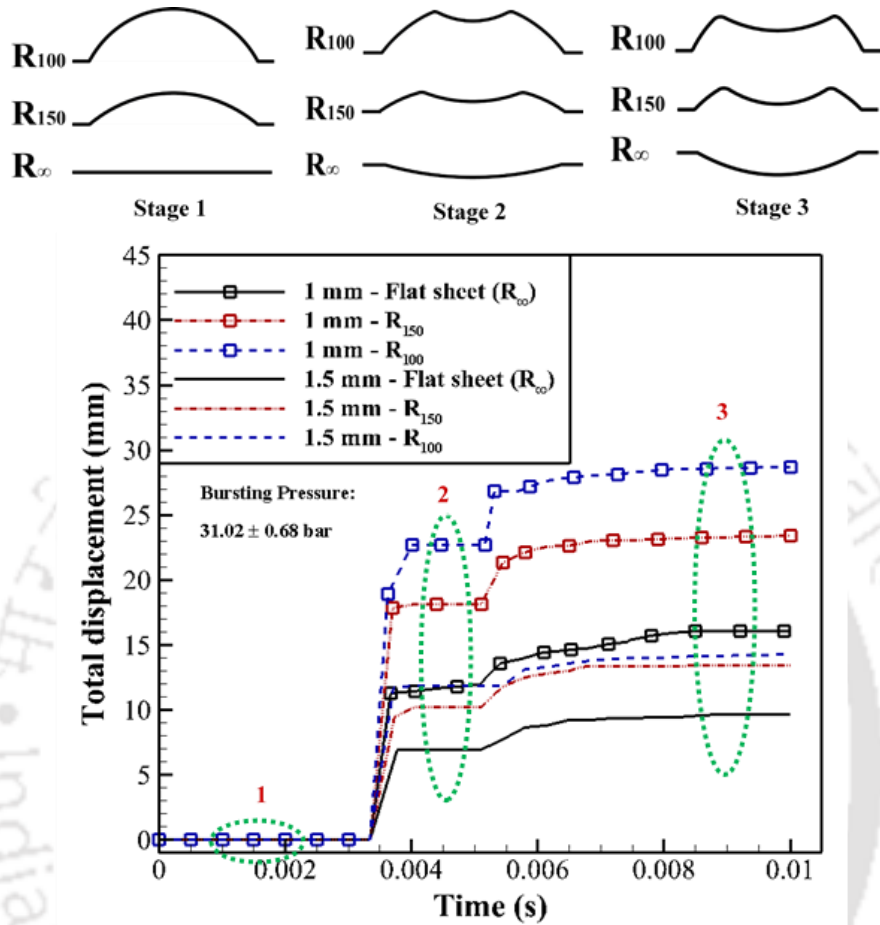 R100
R100
R100
R150
R150
R150
R∞
R∞
R∞
Stage 1
Stage 2
Stage 3
45
40
35
30
25
20
15
10
5
0
Total displacement (mm)
1 mm - Flat sheet (R∞)
1 mm - R150
1 mm - R100
1.5 mm - Flat sheet (R∞)
1.5 mm - R150
1.5 mm - R100
Bursting Pressure:
31.02 ± 0.68 bar
1
2
3
0
0.002
0.004
0.006
0.008
0.01
Time (s)